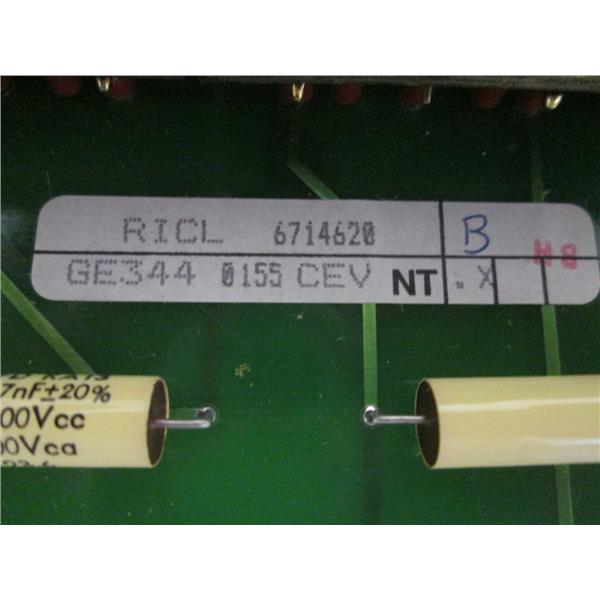 RICL 6714620 B
GE344 0155 CEV NT . X
7nF±20%
00Vcc
00Vca